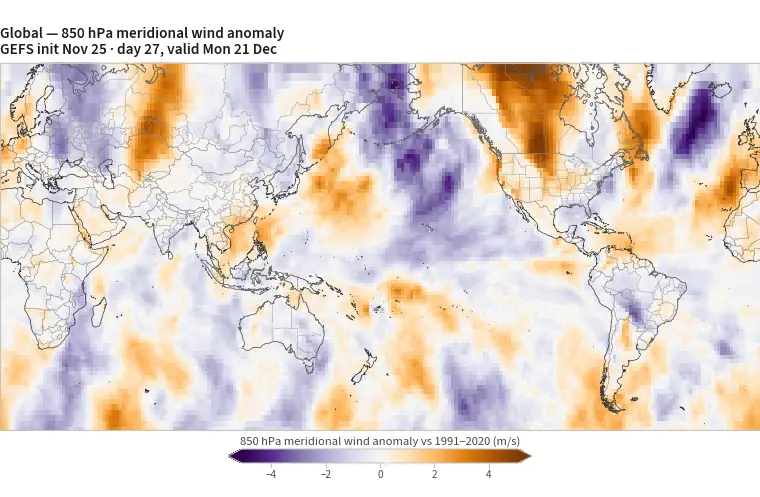 Global — 850 hPa meridional wind anomaly
GEFS init Nov 25 · day 27, valid Mon 21 Dec
850 hPa meridional wind anomaly vs 1991–2020 (m/s)
−4 −2 0 2 4